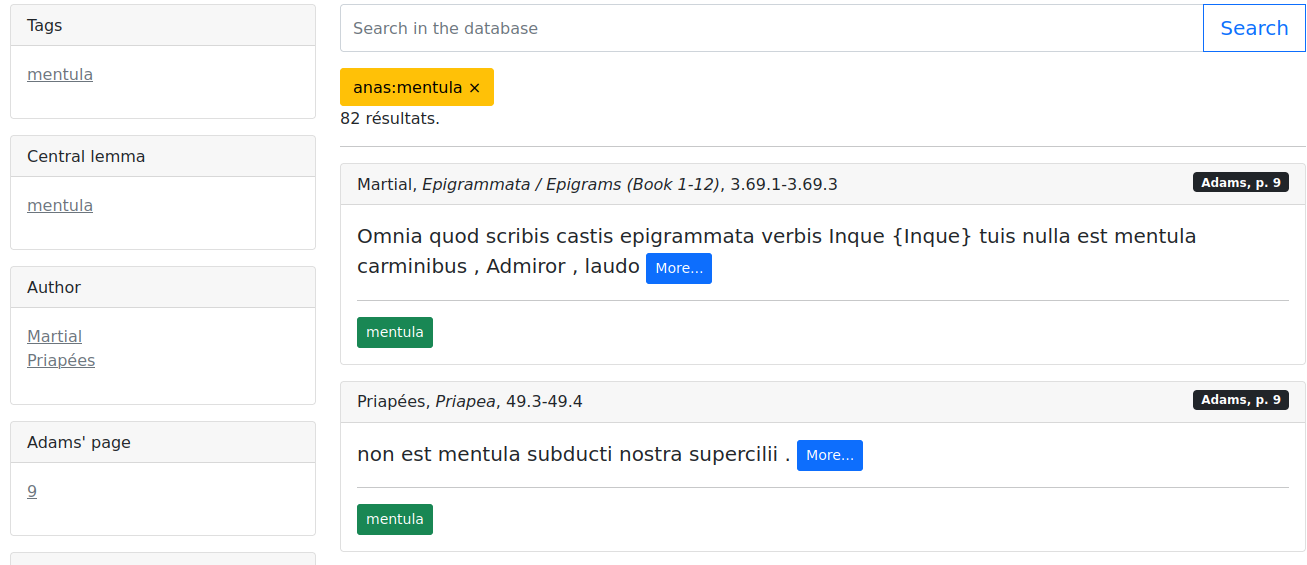 Tags
mentula
Central lemma
mentula
Author
Martial
Priapées
Adams' page
9
Search in the database
Search
anas:mentula ×
82 résultats.
Martial, Epigrammata / Epigrams (Book 1-12), 3.69.1-3.69.3
Adams, p. 9
Omnia quod scribis castis epigrammata verbis Inque {Inque} tuis nulla est mentula
carminibus , Admiror , laudo More...
mentula
Priapées, Priapea, 49.3-49.4
Adams, p. 9
non est mentula subducti nostra supercilii . More...
mentula